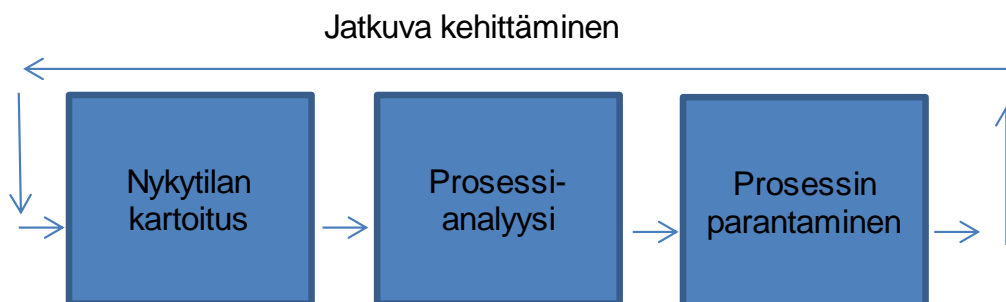 Jatkuva kehittäminen
Nykytilan
kartoitus
Prosessi-
analyysi
Prosessin
parantaminen